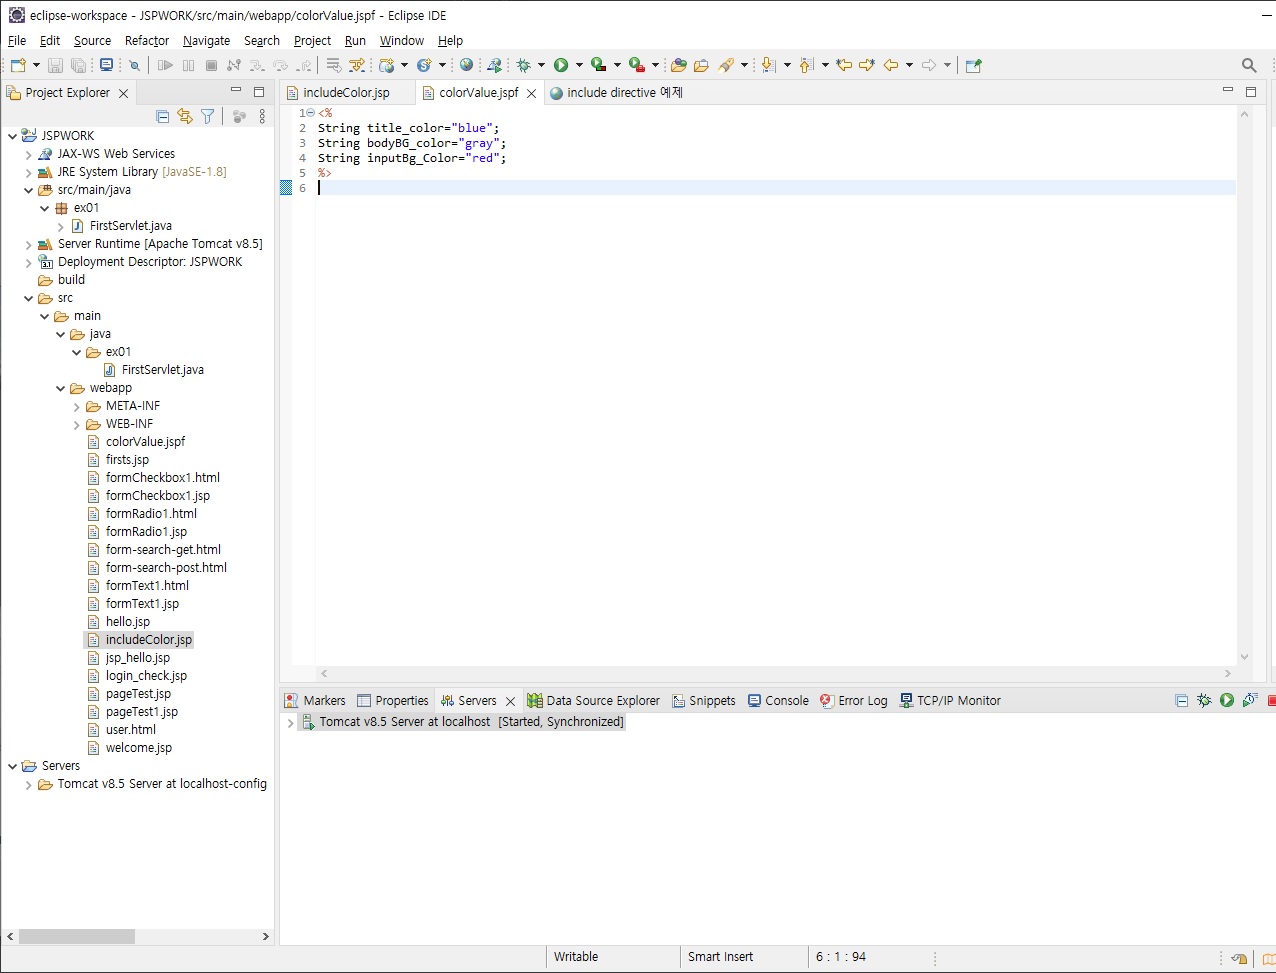 eclipse-workspace - JSPWORK/src/main/webapp/colorValue.jspf - Eclipse IDE
File Edit Source Refactor Navigate Search Project Run Window Help
Project Explorer
includeColor.jsp colorValue.jspf include directive 예제
JSPWORK
JAX-WS Web Services
JRE System Library [JavaSE-1.8]
src/main/java
ex01
FirstServlet.java
Server Runtime [Apache Tomcat v8.5]
Deployment Descriptor: JSPWORK
build
src
main
java
ex01
FirstServlet.java
webapp
META-INF
WEB-INF
colorValue.jspf
firsts.jsp
formCheckbox1.html
formCheckbox1.jsp
formRadio1.html
formRadio1.jsp
form-search-get.html
form-search-post.html
formText1.html
formText1.jsp
hello.jsp
includeColor.jsp
jsp_hello.jsp
login_check.jsp
pageTest.jsp
pageTest1.jsp
user.html
welcome.jsp
Servers
Tomcat v8.5 Server at localhost-config
1 <%
2 String title_color="blue";
3 String bodyBG_color="gray";
4 String inputBg_Color="red";
5 %>
6
Markers Properties Servers Data Source Explorer Snippets Console Error Log TCP/IP Monitor
Tomcat v8.5 Server at localhost [Started, Synchronized]
Writable Smart Insert 6 : 1 : 94